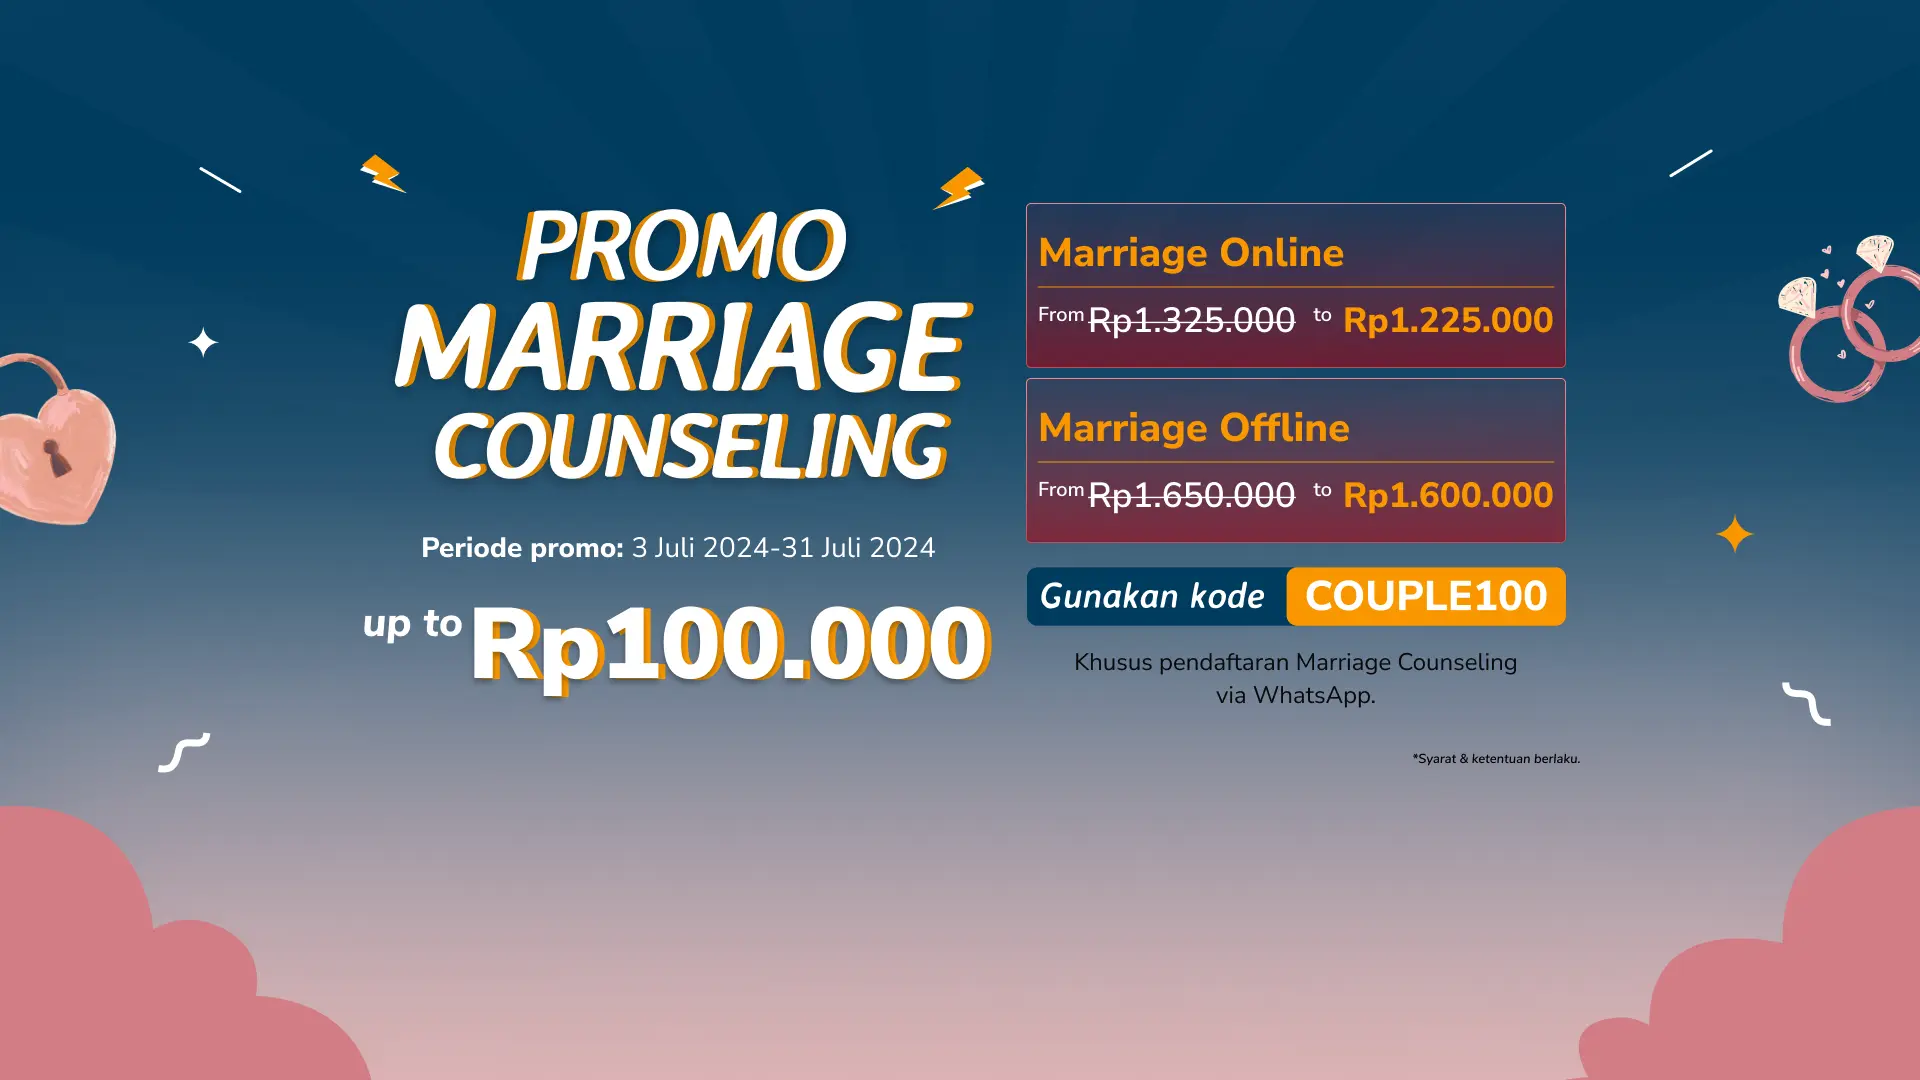 PROMO
MARRIAGE
COUNSELING
Periode promo: 3 Juli 2024-31 Juli 2024
up to Rp100.000
Marriage Online
From Rp1.325.000 to Rp1.225.000
Marriage Offline
From Rp1.650.000 to Rp1.600.000
Gunakan kode COUPLE100
Khusus pendaftaran Marriage Counseling
via WhatsApp.
*Syarat & ketentuan berlaku.